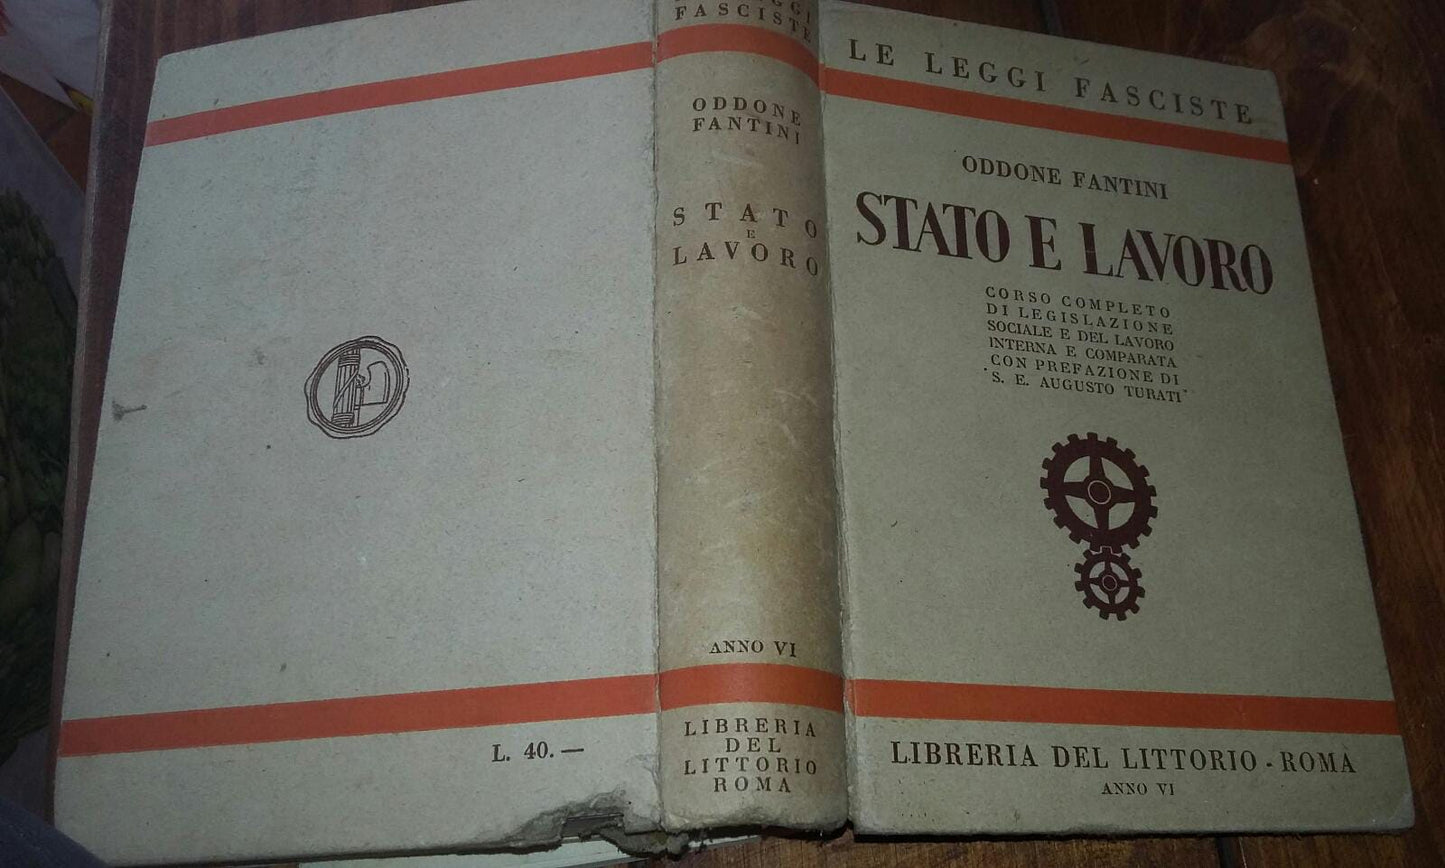 L. 40.—
LEGGI
FASCISTE
ODDONE
FANTINI
STATO
E
LAVORO
ANNO VI
LIBRERIA
DEL
LITTORIO
ROMA
LE LEGGI FASCISTE
ODDONE FANTINI
STATO E LAVORO
CORSO COMPLETO
DI LEGISLAZIONE
SOCIALE E DEL LAVORO
INTERNA E COMPARATA
CON PREFAZIONE DI
"S. E. AUGUSTO TURATI"
LIBRERIA DEL LITTORIO - ROMA
ANNO VI